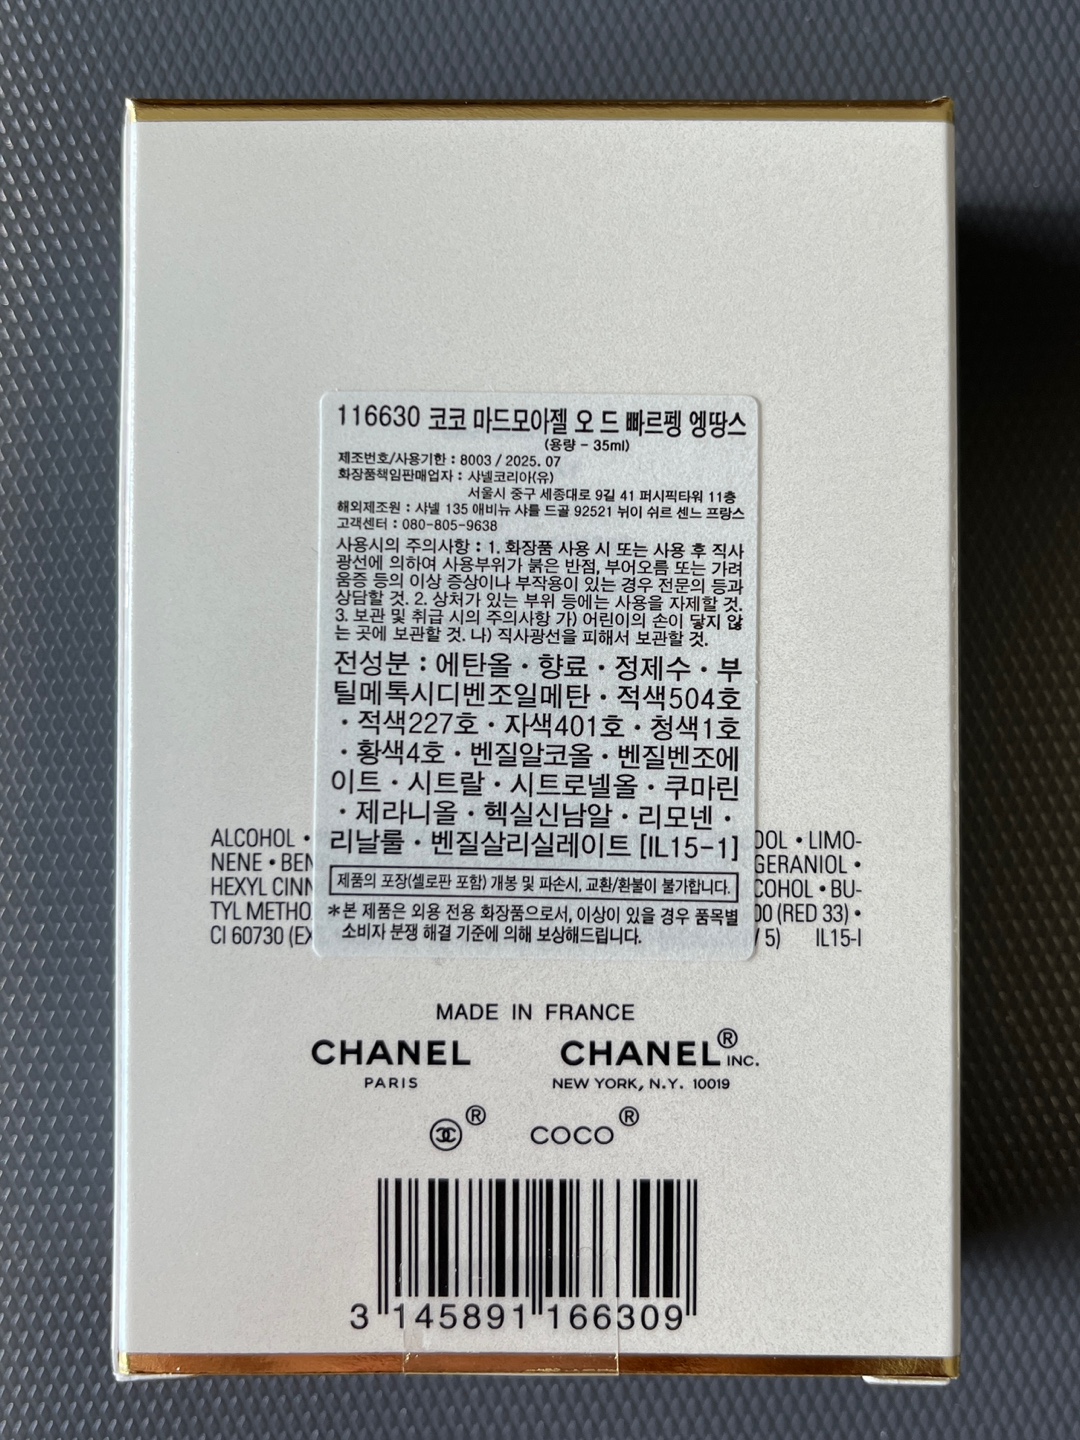 116630 코코 마드모아젤 오 드 빠르펭 엥땅스
(용량 - 35ml)
제조번호/사용기한 : 8003 / 2025. 07
화장품책임판매업자 : 샤넬코리아(유)
서울시 중구 세종대로 9길 41 퍼시픽타워 11층
해외제조원 : 샤넬 135 애비뉴 샤를 드골 92521 뉘이 쉬르 센느 프랑스
고객센터 : 080-805-9638
사용시의 주의사항 : 1. 화장품 사용 시 또는 사용 후 직사
광선에 의하여 사용부위가 붉은 반점, 부어오름 또는 가려
움증 등의 이상 증상이나 부작용이 있는 경우 전문의 등과
상담할 것. 2. 상처가 있는 부위 등에는 사용을 자제할 것.
3. 보관 및 취급 시의 주의사항 가) 어린이의 손이 닿지 않
는 곳에 보관할 것. 나) 직사광선을 피해서 보관할 것.
전성분 : 에탄올 · 향료 · 정제수 · 부
틸메톡시디벤조일메탄 · 적색504호
· 적색227호 · 자색401호 · 청색1호
· 황색4호 · 벤질알코올 · 벤질벤조에
이트 · 시트랄 · 시트로넬올 · 쿠마린
· 제라니올 · 헥실신남알 · 리모넨 ·
리날룰 · 벤질살리실레이트 [IL15-1]
제품의 포장(셀로판 포함) 개봉 및 파손시, 교환/환불이 불가합니다.
*본 제품은 외용 전용 화장품으로서, 이상이 있을 경우 품목별
소비자 분쟁 해결 기준에 의해 보상해드립니다.
ALCOHOL • OOL • LIMO-
NENE • BEN GERANIOL •
HEXYL CINN COHOL • BU-
TYL METHO 00 (RED 33) •
CI 60730 (EX 5) IL15-I
MADE IN FRANCE
CHANEL CHANEL® INC.
PARIS NEW YORK, N.Y. 10019
® COCO®
3 145891 166309